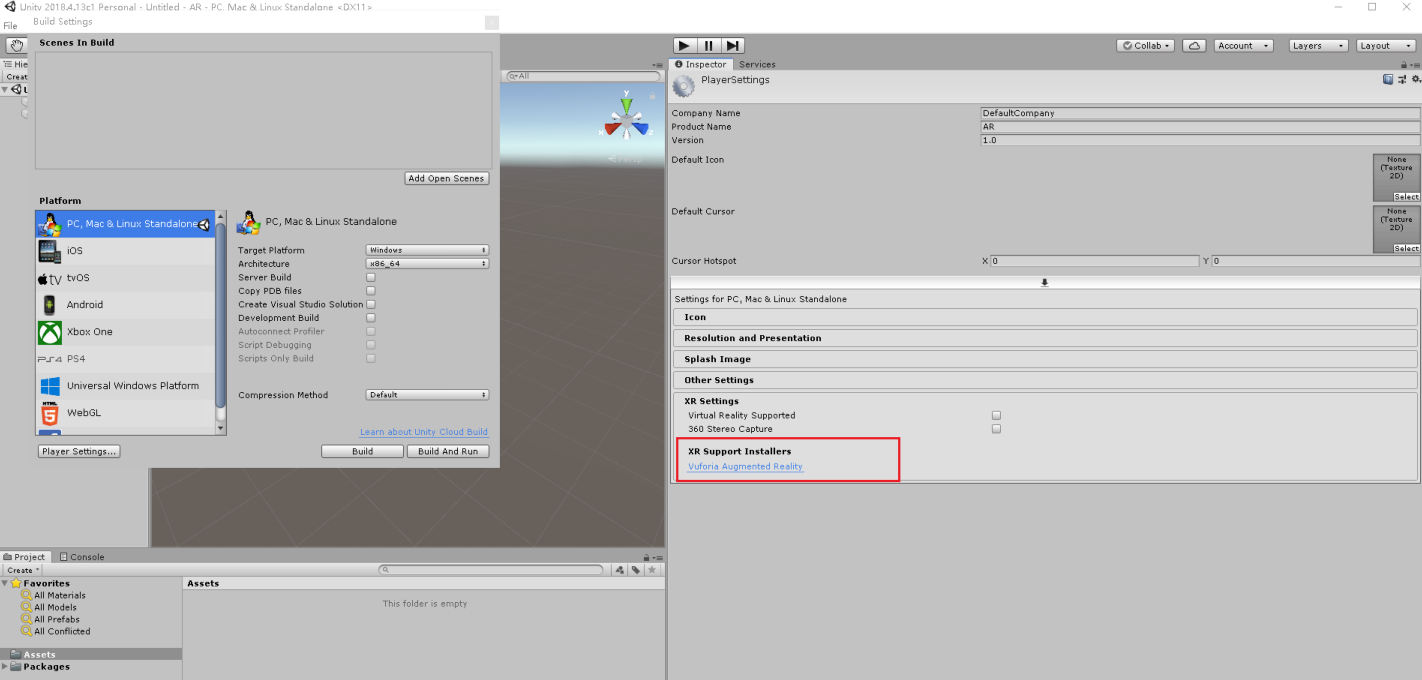 Unity 2018.4.13c1 Personal - Untitled - AR - PC, Mac & Linux Standalone <DX11>
File
Build Settings
Scenes In Build
Add Open Scenes
Platform
PC, Mac & Linux Standalone
iOS
tvOS
Android
Xbox One
PS4
Universal Windows Platform
HTML
WebGL
Player Settings...
PC, Mac & Linux Standalone
Target Platform Windows
Architecture x86_64
Server Build
Copy PDB files
Create Visual Studio Solution
Development Build
Autoconnect Profiler
Script Debugging
Scripts Only Build
Compression Method Default
Learn about Unity Cloud Build
Build Build And Run
Hie
Creat
All
y
x
z
Collab Account Layers Layout
Inspector Services
PlayerSettings
Company Name DefaultCompany
Product Name AR
Version 1.0
Default Icon
None
(Texture
2D)
Select
Default Cursor
None
(Texture
2D)
Select
Cursor Hotspot X 0 Y 0
Settings for PC, Mac & Linux Standalone
Icon
Resolution and Presentation
Splash Image
Other Settings
XR Settings
Virtual Reality Supported
360 Stereo Capture
XR Support Installers
Vuforia Augmented Reality
Project Console
Create
Favorites
All Materials
All Models
All Prefabs
All Conflicted
Assets
Packages
Assets
This folder is empty